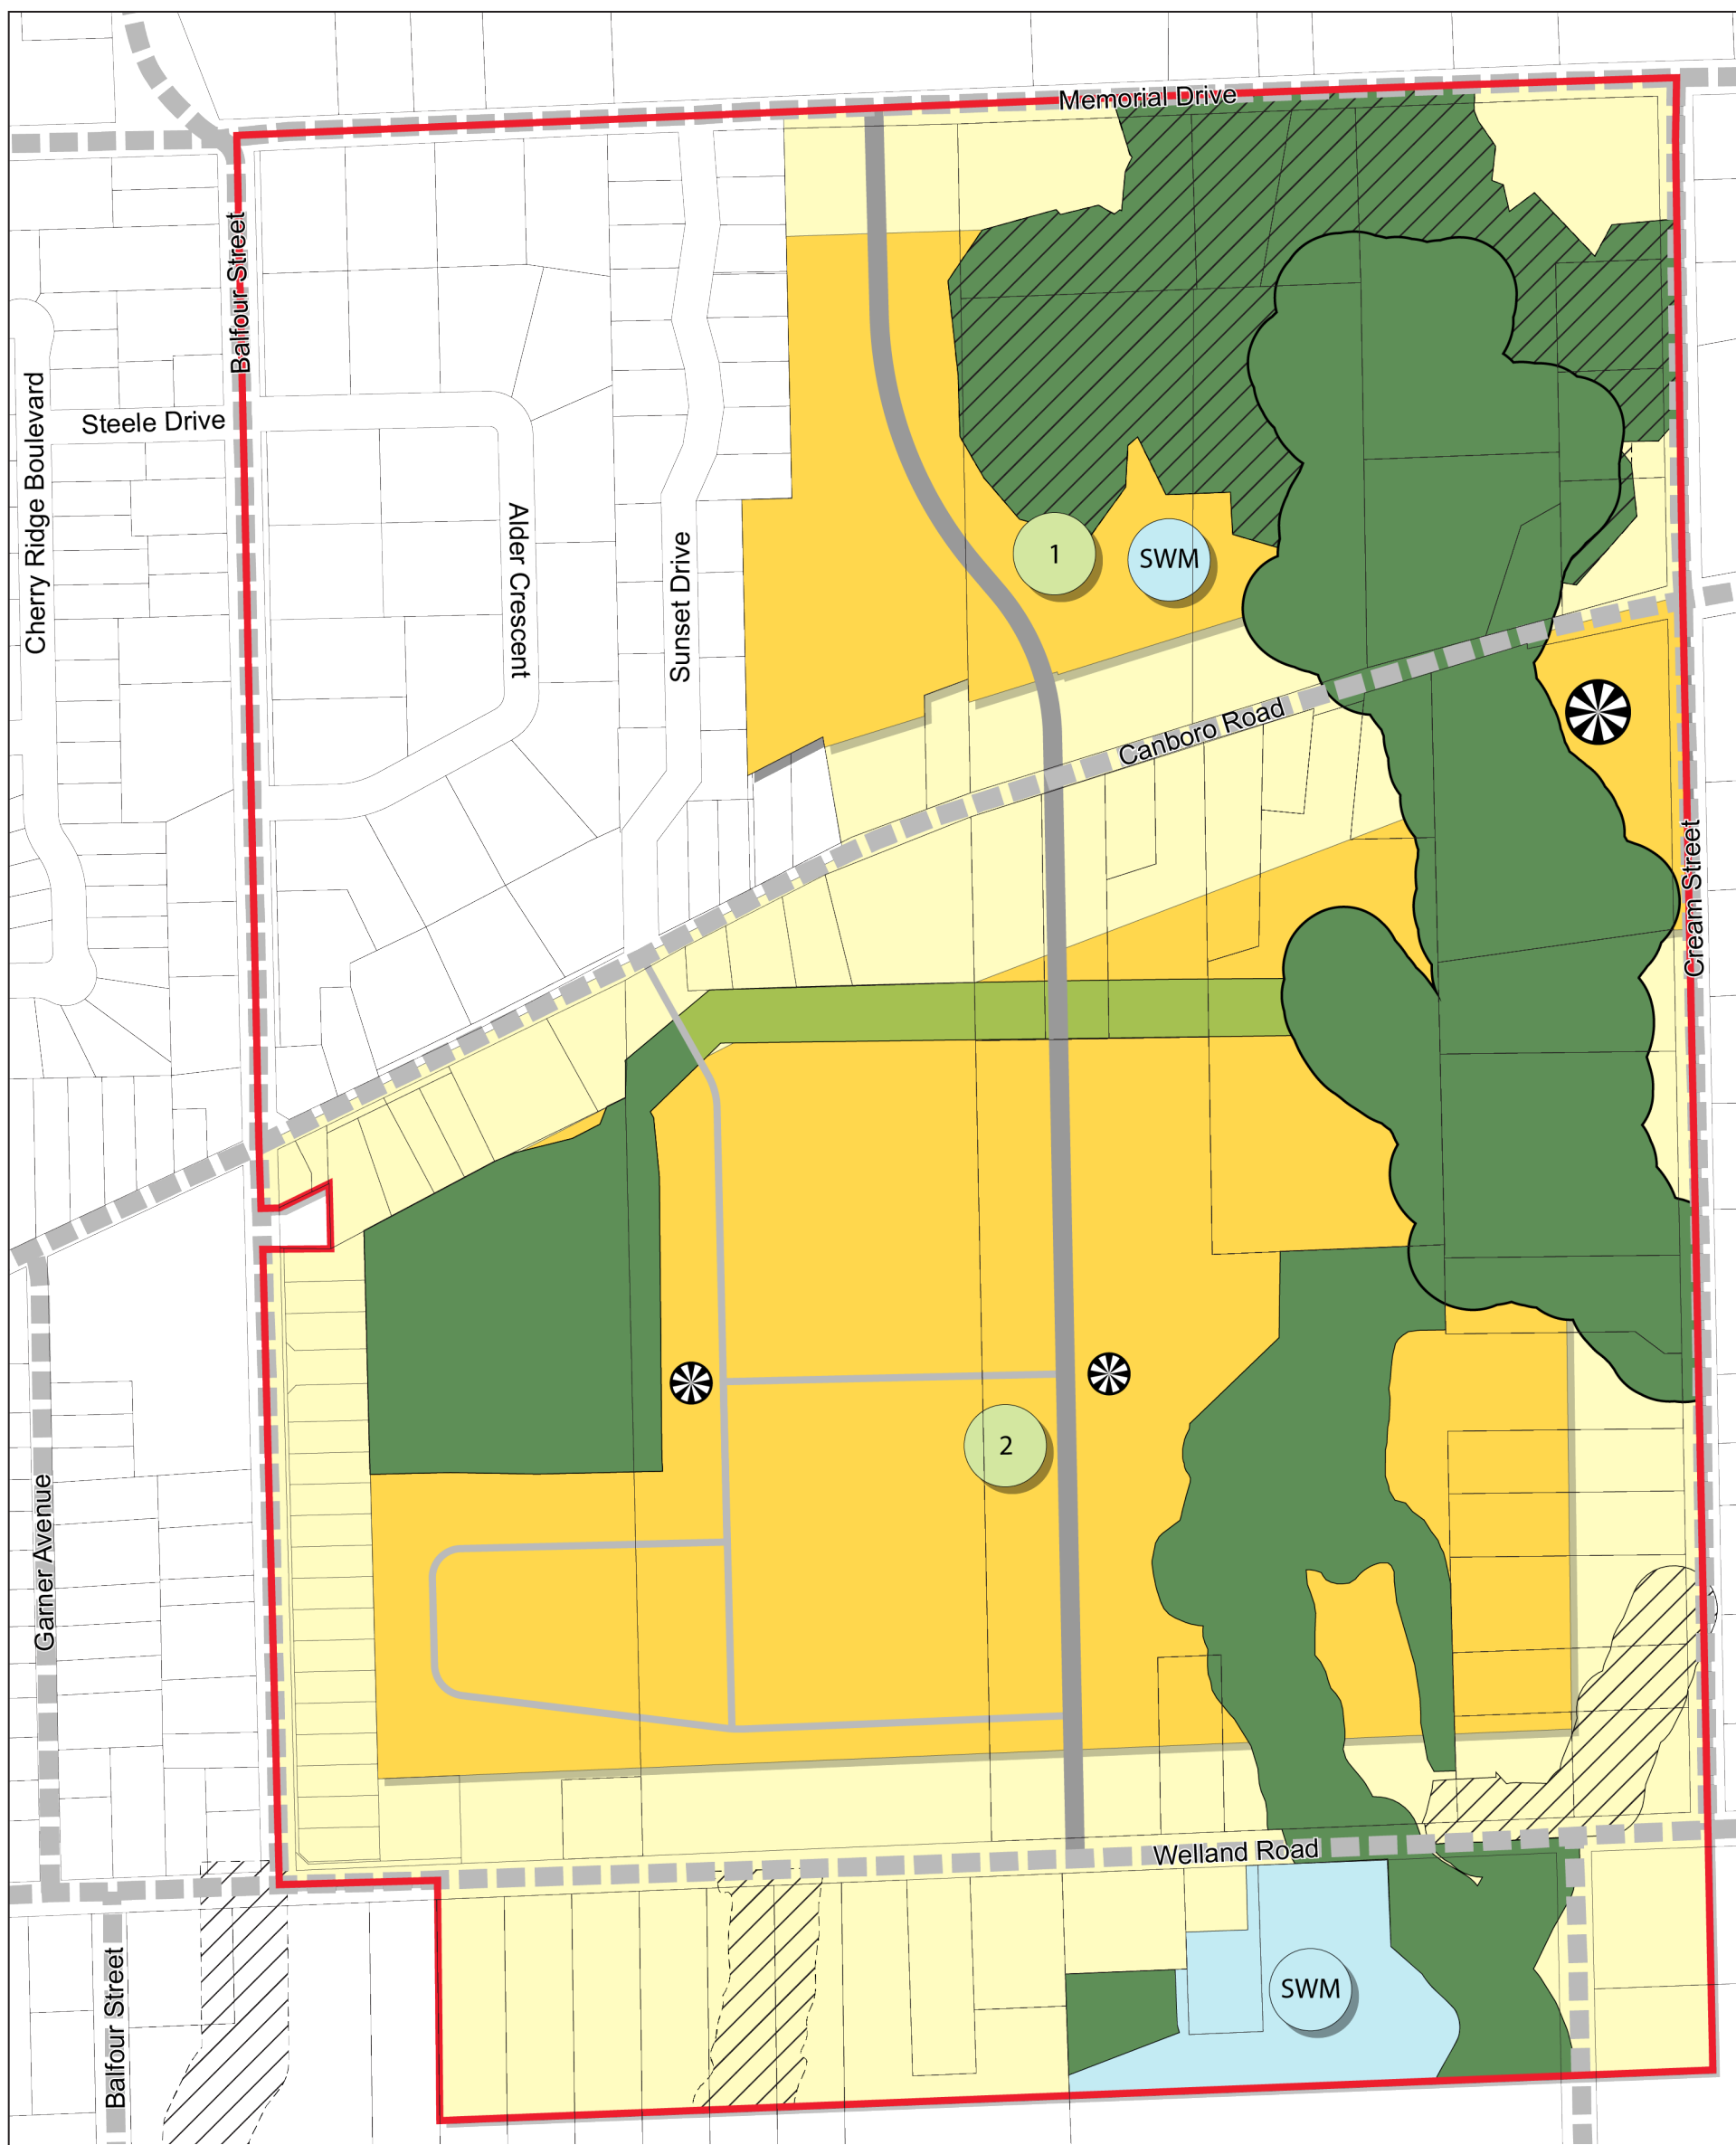 Memorial Drive
Balfour Street
Cherry Ridge Boulevard
Steele Drive
Alder Crescent
Sunset Drive
1
SWM
Canboro Road
Cream Street
2
Garner Avenue
Welland Road
Balfour Street
SWM